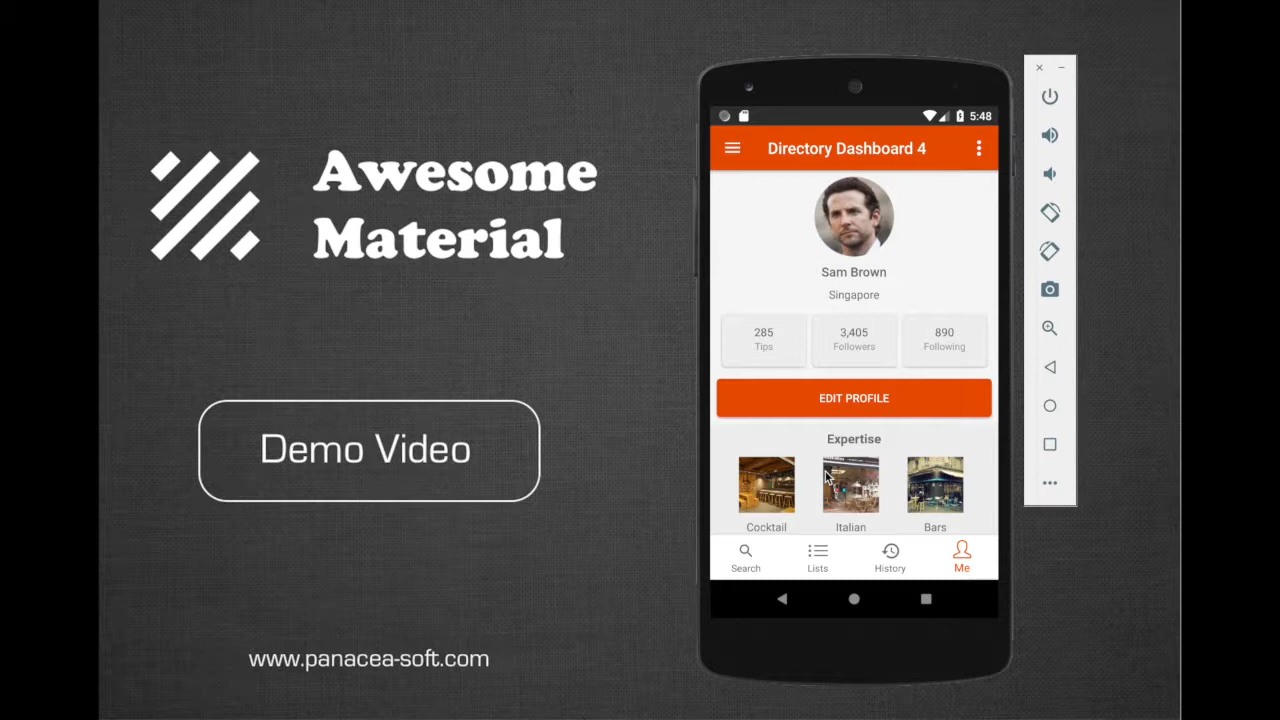 Awesome
Material
Demo Video
www.panacea-soft.com
5:48
Directory Dashboard 4
Sam Brown
Singapore
285
Tips
3,405
Followers
890
Following
EDIT PROFILE
Expertise
Cocktail
Italian
Bars
Search
Lists
History
Me